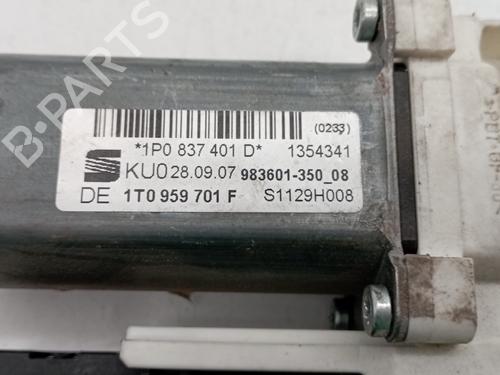 B-PARTS
(0233)
*1P0 837 401 D* 1354341
KU0 28.09.07 983601-350_08
DE 1T0 959 701 F S1129H008